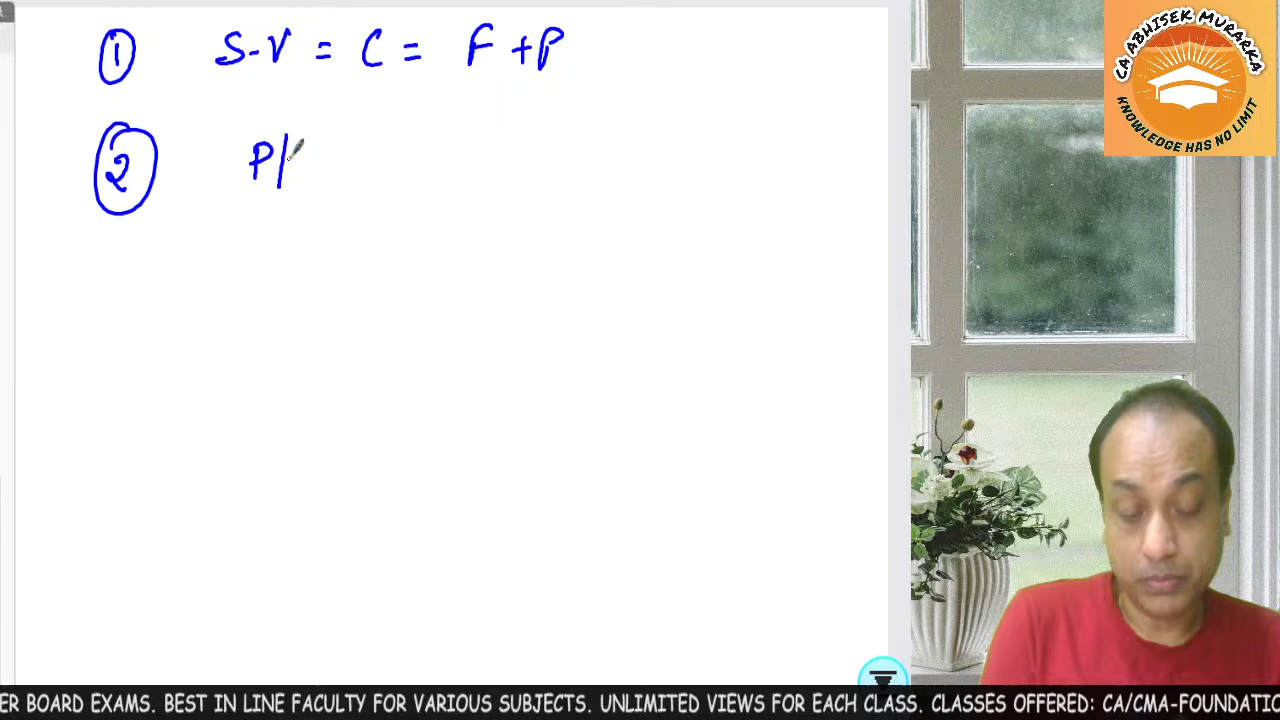 ① S-V = C = F + P
② P/
CA ABHISEK MURARKA
KNOWLEDGE HAS NO LIMIT
ER BOARD EXAMS. BEST IN LINE FACULTY FOR VARIOUS SUBJECTS. UNLIMITED VIEWS FOR EACH CLASS. CLASSES OFFERED: CA/CMA-FOUNDATIC